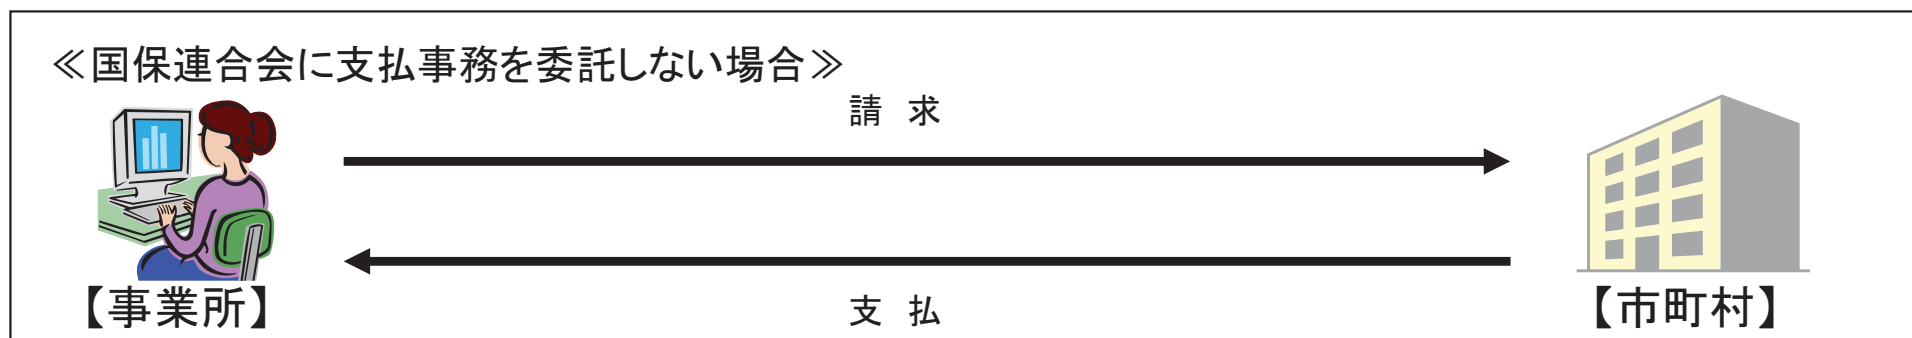 ≪国保連合会に支払事務を委託しない場合≫
請 求
支 払
【事業所】
【市町村】